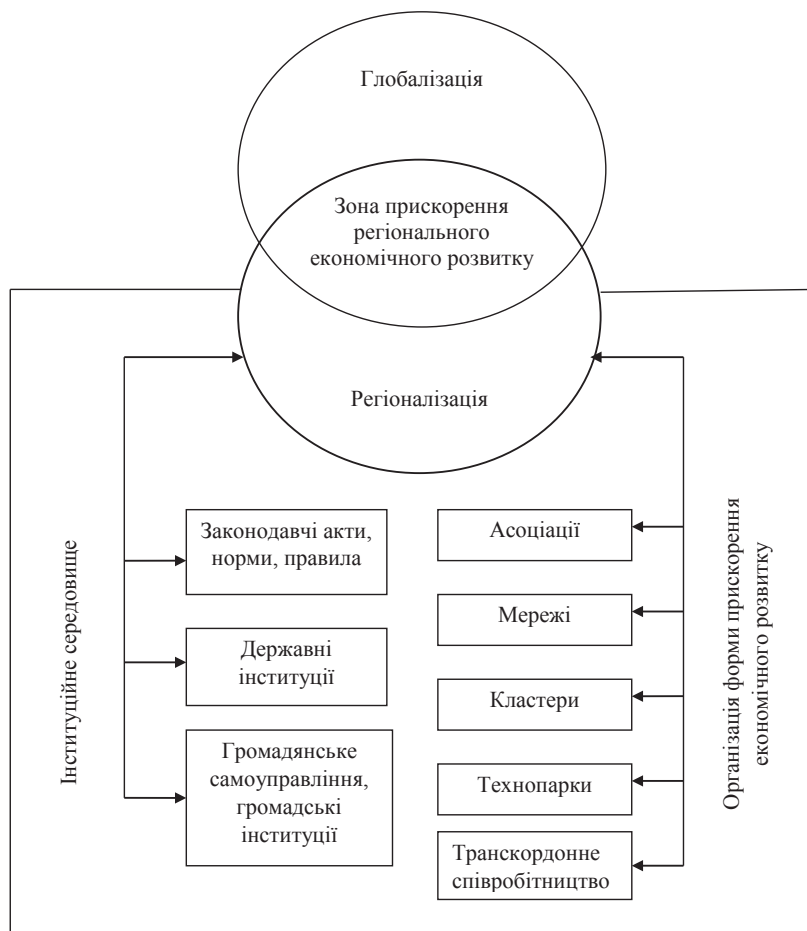 Глобалізація
Зона прискорення
регіонального
економічного розвитку
Регіоналізація
Інституційне середовище
Законодавчі акти,
норми, правила
Державні
інституції
Громадянське
самоуправління,
громадські
інституції
Асоціації
Мережі
Кластери
Технопарки
Транскордонне
співробітництво
Організація форми прискорення
економічного розвитку